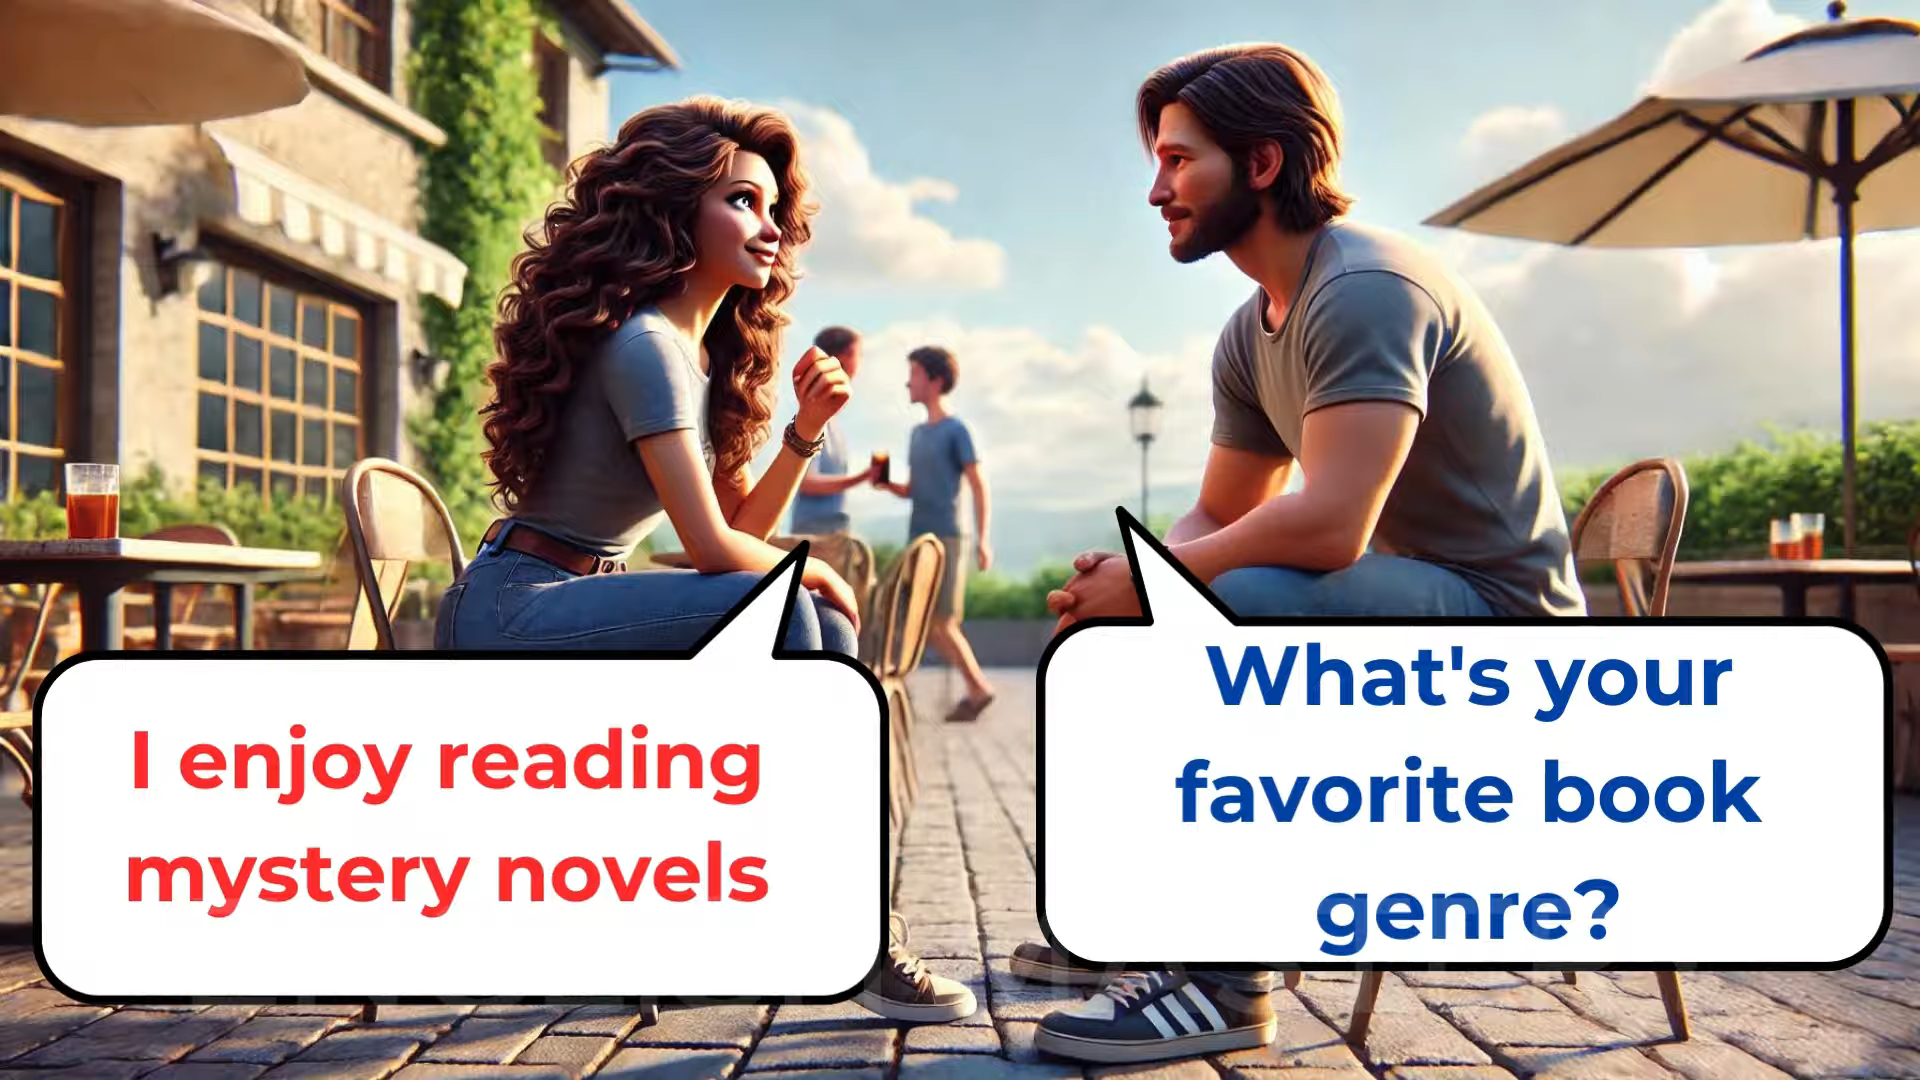 I enjoy reading
mystery novels
What's your
favorite book
genre?